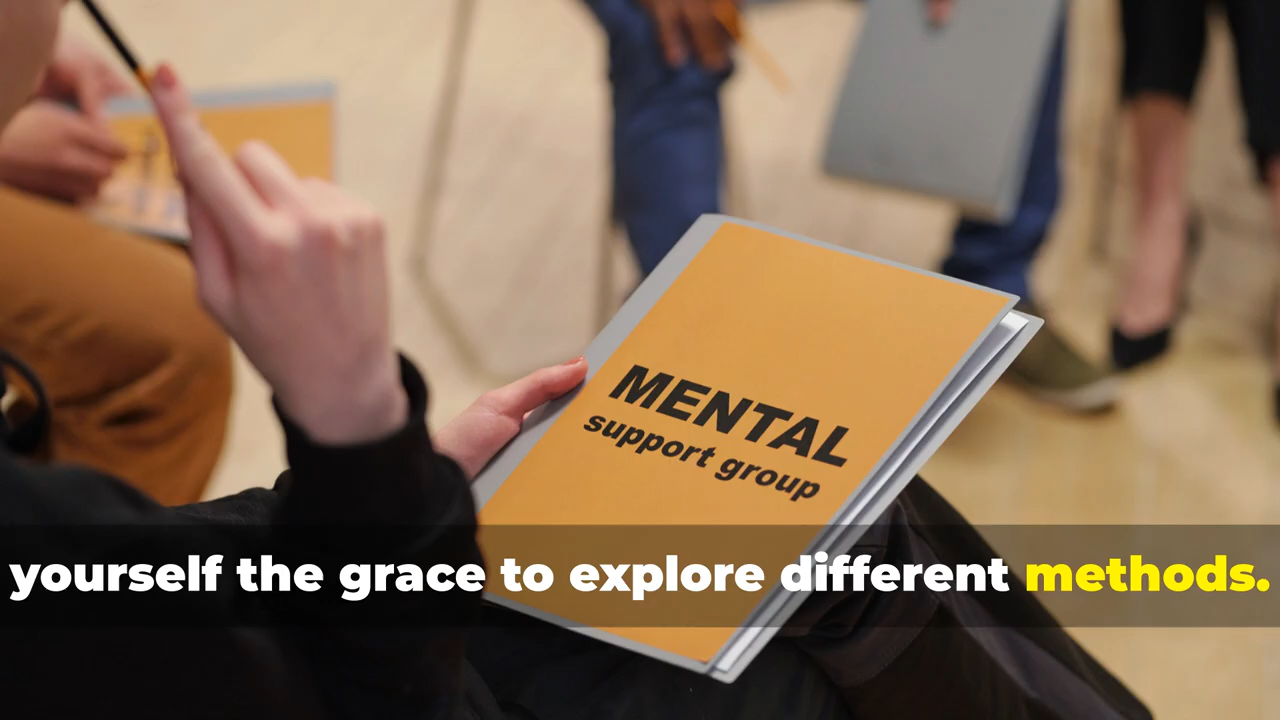 MENTAL
support group
yourself the grace to explore different methods.